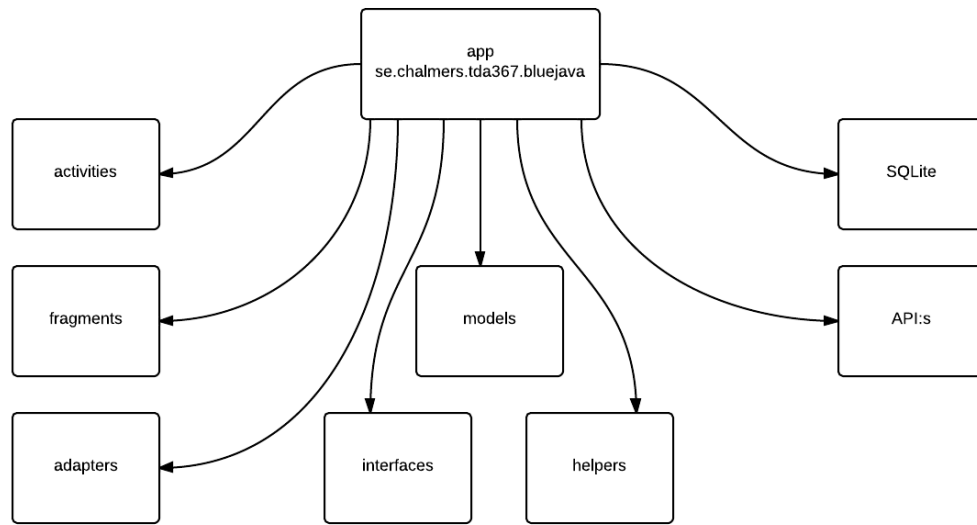 app
se.chalmers.tda367.bluejava
activities
SQLite
fragments
models
API:s
adapters
interfaces
helpers